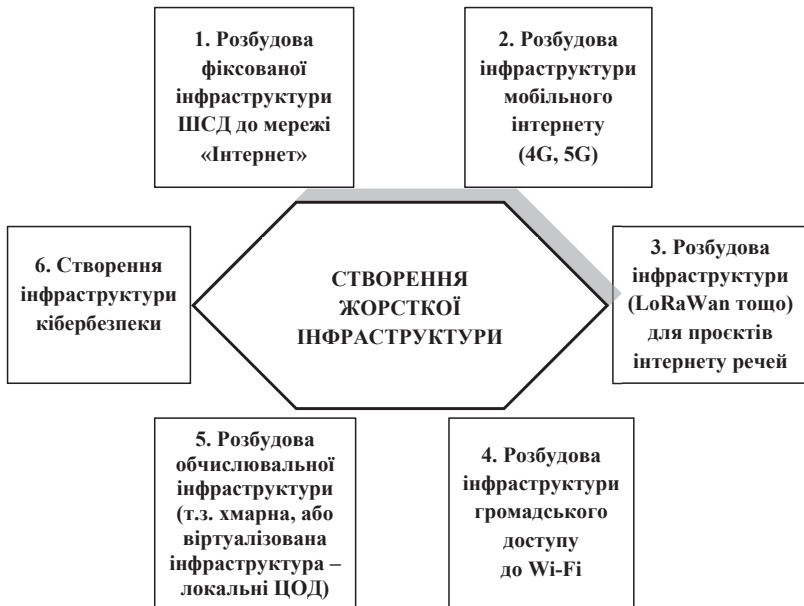 1. Розбудова
фіксованої
інфраструктури
ШСД до мережі
«Інтернет»
2. Розбудова
інфраструктури
мобільного
інтернету
(4G, 5G)
6. Створення
інфраструктури
кібербезпеки
СТВОРЕННЯ
ЖОРСТКОЇ
ІНФРАСТРУКТУРИ
3. Розбудова
інфраструктури
(LoRaWan тощо)
для проєктів
інтернету речей
5. Розбудова
обчислювальної
інфраструктури
(т.з. хмарна, або
віртуалізована
інфраструктура –
локальні ЦОД)
4. Розбудова
інфраструктури
громадського
доступу
до Wi-Fi